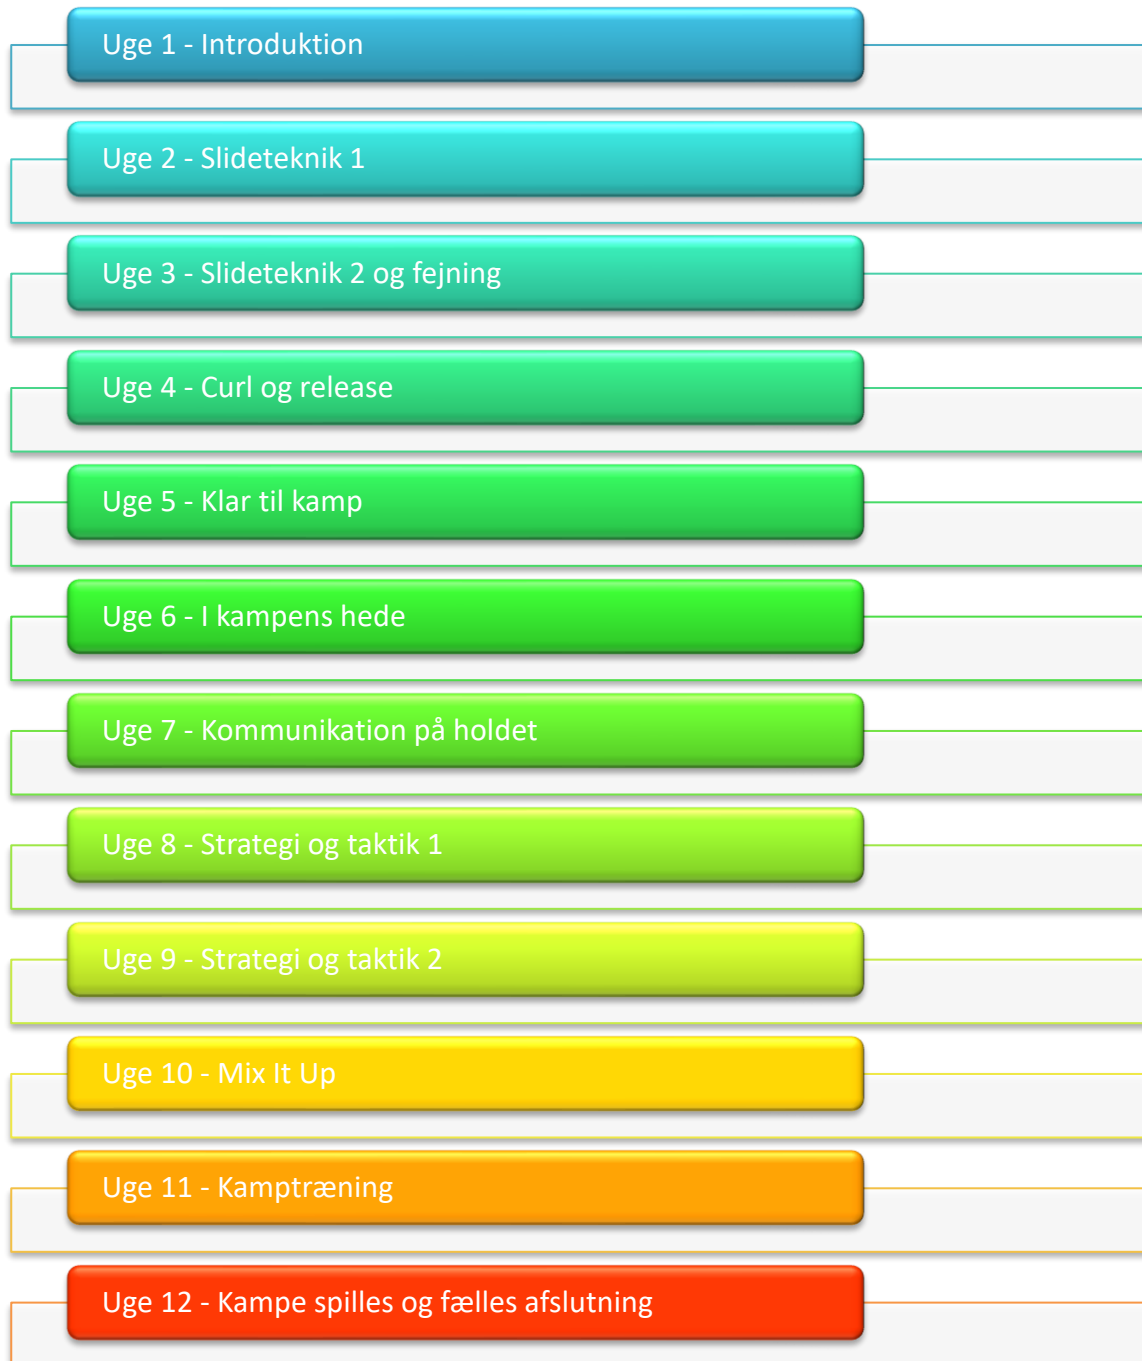 Uge 1 - Introduktion
Uge 2 - Slideteknik 1
Uge 3 - Slideteknik 2 og fejning
Uge 4 - Curl og release
Uge 5 - Klar til kamp
Uge 6 - I kampens hede
Uge 7 - Kommunikation på holdet
Uge 8 - Strategi og taktik 1
Uge 9 - Strategi og taktik 2
Uge 10 - Mix It Up
Uge 11 - Kamptræning
Uge 12 - Kampe spilles og fælles afslutning